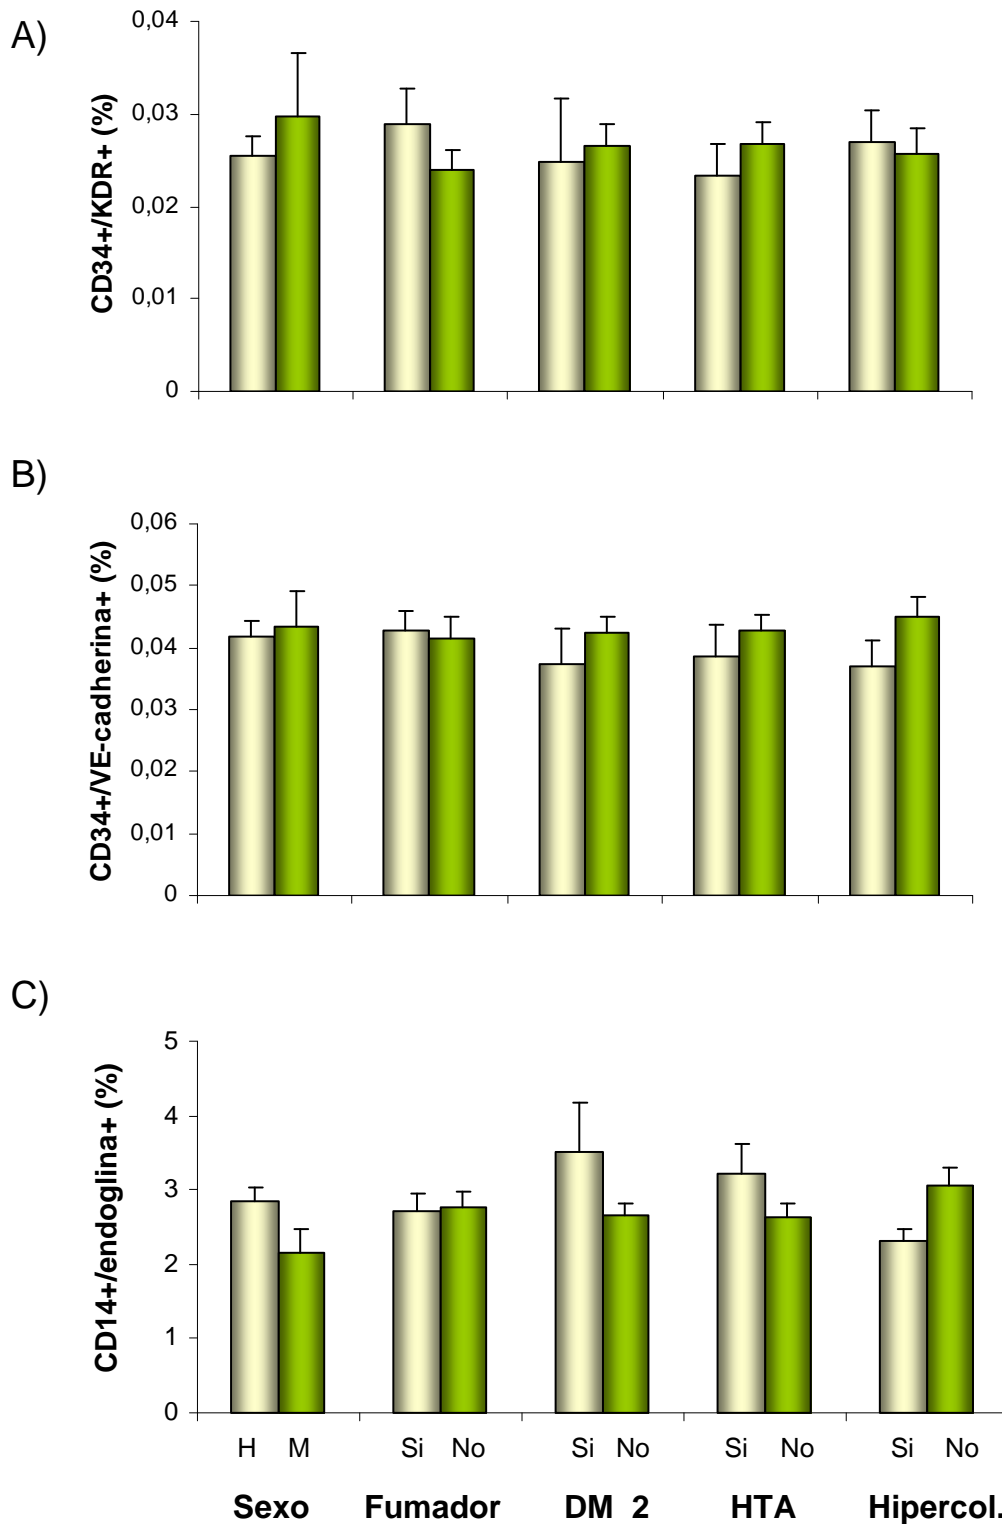 A)
CD34+/KDR+ (%)
0,04
0,03
0,02
0,01
0
B)
CD34+/VE-cadherina+ (%)
0,06
0,05
0,04
0,03
0,02
0,01
0
C)
CD14+/endoglina+ (%)
5
4
3
2
1
0
H M Si No Si No Si No Si No
Sexo Fumador DM 2 HTA Hipercol.